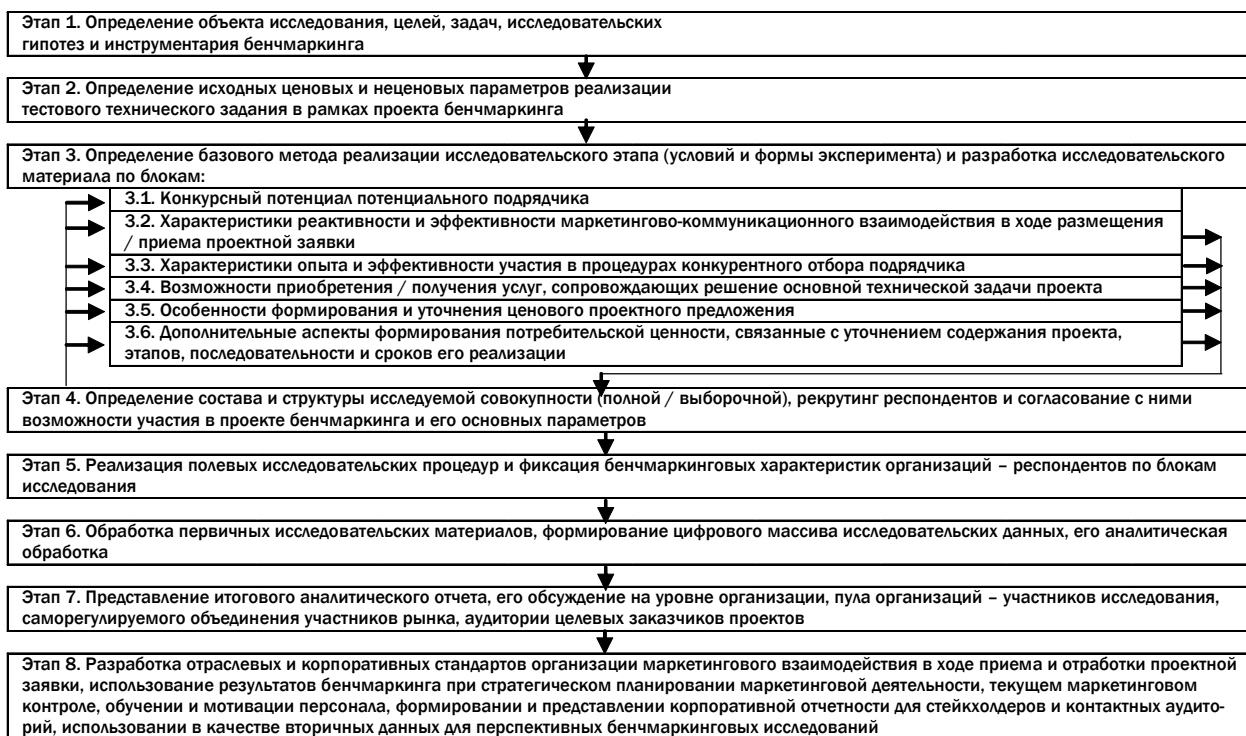 Этап 1. Определение объекта исследования, целей, задач, исследовательских
гипотез и инструментария бенчмаркинга
Этап 2. Определение исходных ценовых и неценовых параметров реализации
тестового технического задания в рамках проекта бенчмаркинга
Этап 3. Определение базового метода реализации исследовательского этапа (условий и формы эксперимента) и разработка исследовательского
материала по блокам:
3.1. Конкурсный потенциал потенциального подрядчика
3.2. Характеристики реактивности и эффективности маркетингово-коммуникационного взаимодействия в ходе размещения
/ приема проектной заявки
3.3. Характеристики опыта и эффективности участия в процедурах конкурентного отбора подрядчика
3.4. Возможности приобретения / получения услуг, сопровождающих решение основной технической задачи проекта
3.5. Особенности формирования и уточнения ценового проектного предложения
3.6. Дополнительные аспекты формирования потребительской ценности, связанные с уточнением содержания проекта,
этапов, последовательности и сроков его реализации
Этап 4. Определение состава и структуры исследуемой совокупности (полной / выборочной), рекрутинг респондентов и согласование с ними
возможности участия в проекте бенчмаркинга и его основных параметров
Этап 5. Реализация полевых исследовательских процедур и фиксация бенчмаркинговых характеристик организаций – респондентов по блокам
исследования
Этап 6. Обработка первичных исследовательских материалов, формирование цифрового массива исследовательских данных, его аналитическая
обработка
Этап 7. Представление итогового аналитического отчета, его обсуждение на уровне организации, пула организаций – участников исследования,
саморегулируемого объединения участников рынка, аудитории целевых заказчиков проектов
Этап 8. Разработка отраслевых и корпоративных стандартов организации маркетингового взаимодействия в ходе приема и отработки проектной
заявки, использование результатов бенчмаркинга при стратегическом планировании маркетинговой деятельности, текущем маркетинговом
контроле, обучении и мотивации персонала, формировании и представлении корпоративной отчетности для стейкхолдеров и контактных аудито-
рий, использовании в качестве вторичных данных для перспективных бенчмаркинговых исследований